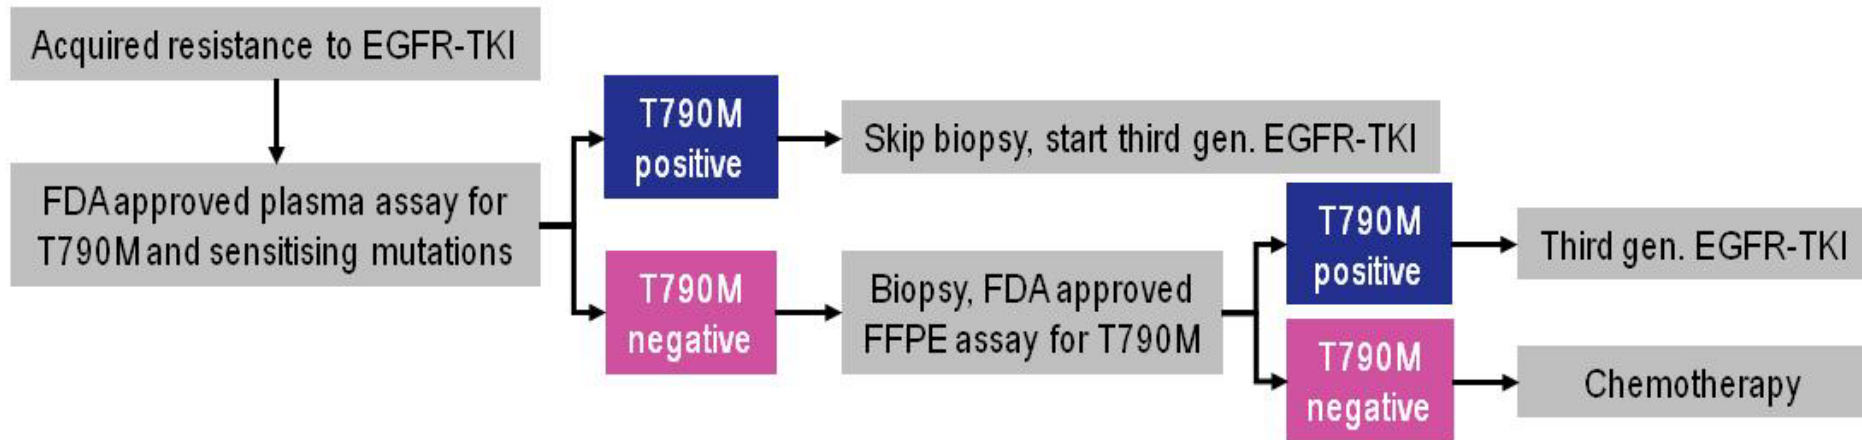 Acquired resistance to EGFR-TKI
FDA approved plasma assay for
T790M and sensitising mutations
T790M
positive
Skip biopsy, start third gen. EGFR-TKI
T790M
negative
Biopsy, FDA approved
FFPE assay for T790M
T790M
positive
Third gen. EGFR-TKI
T790M
negative
Chemotherapy